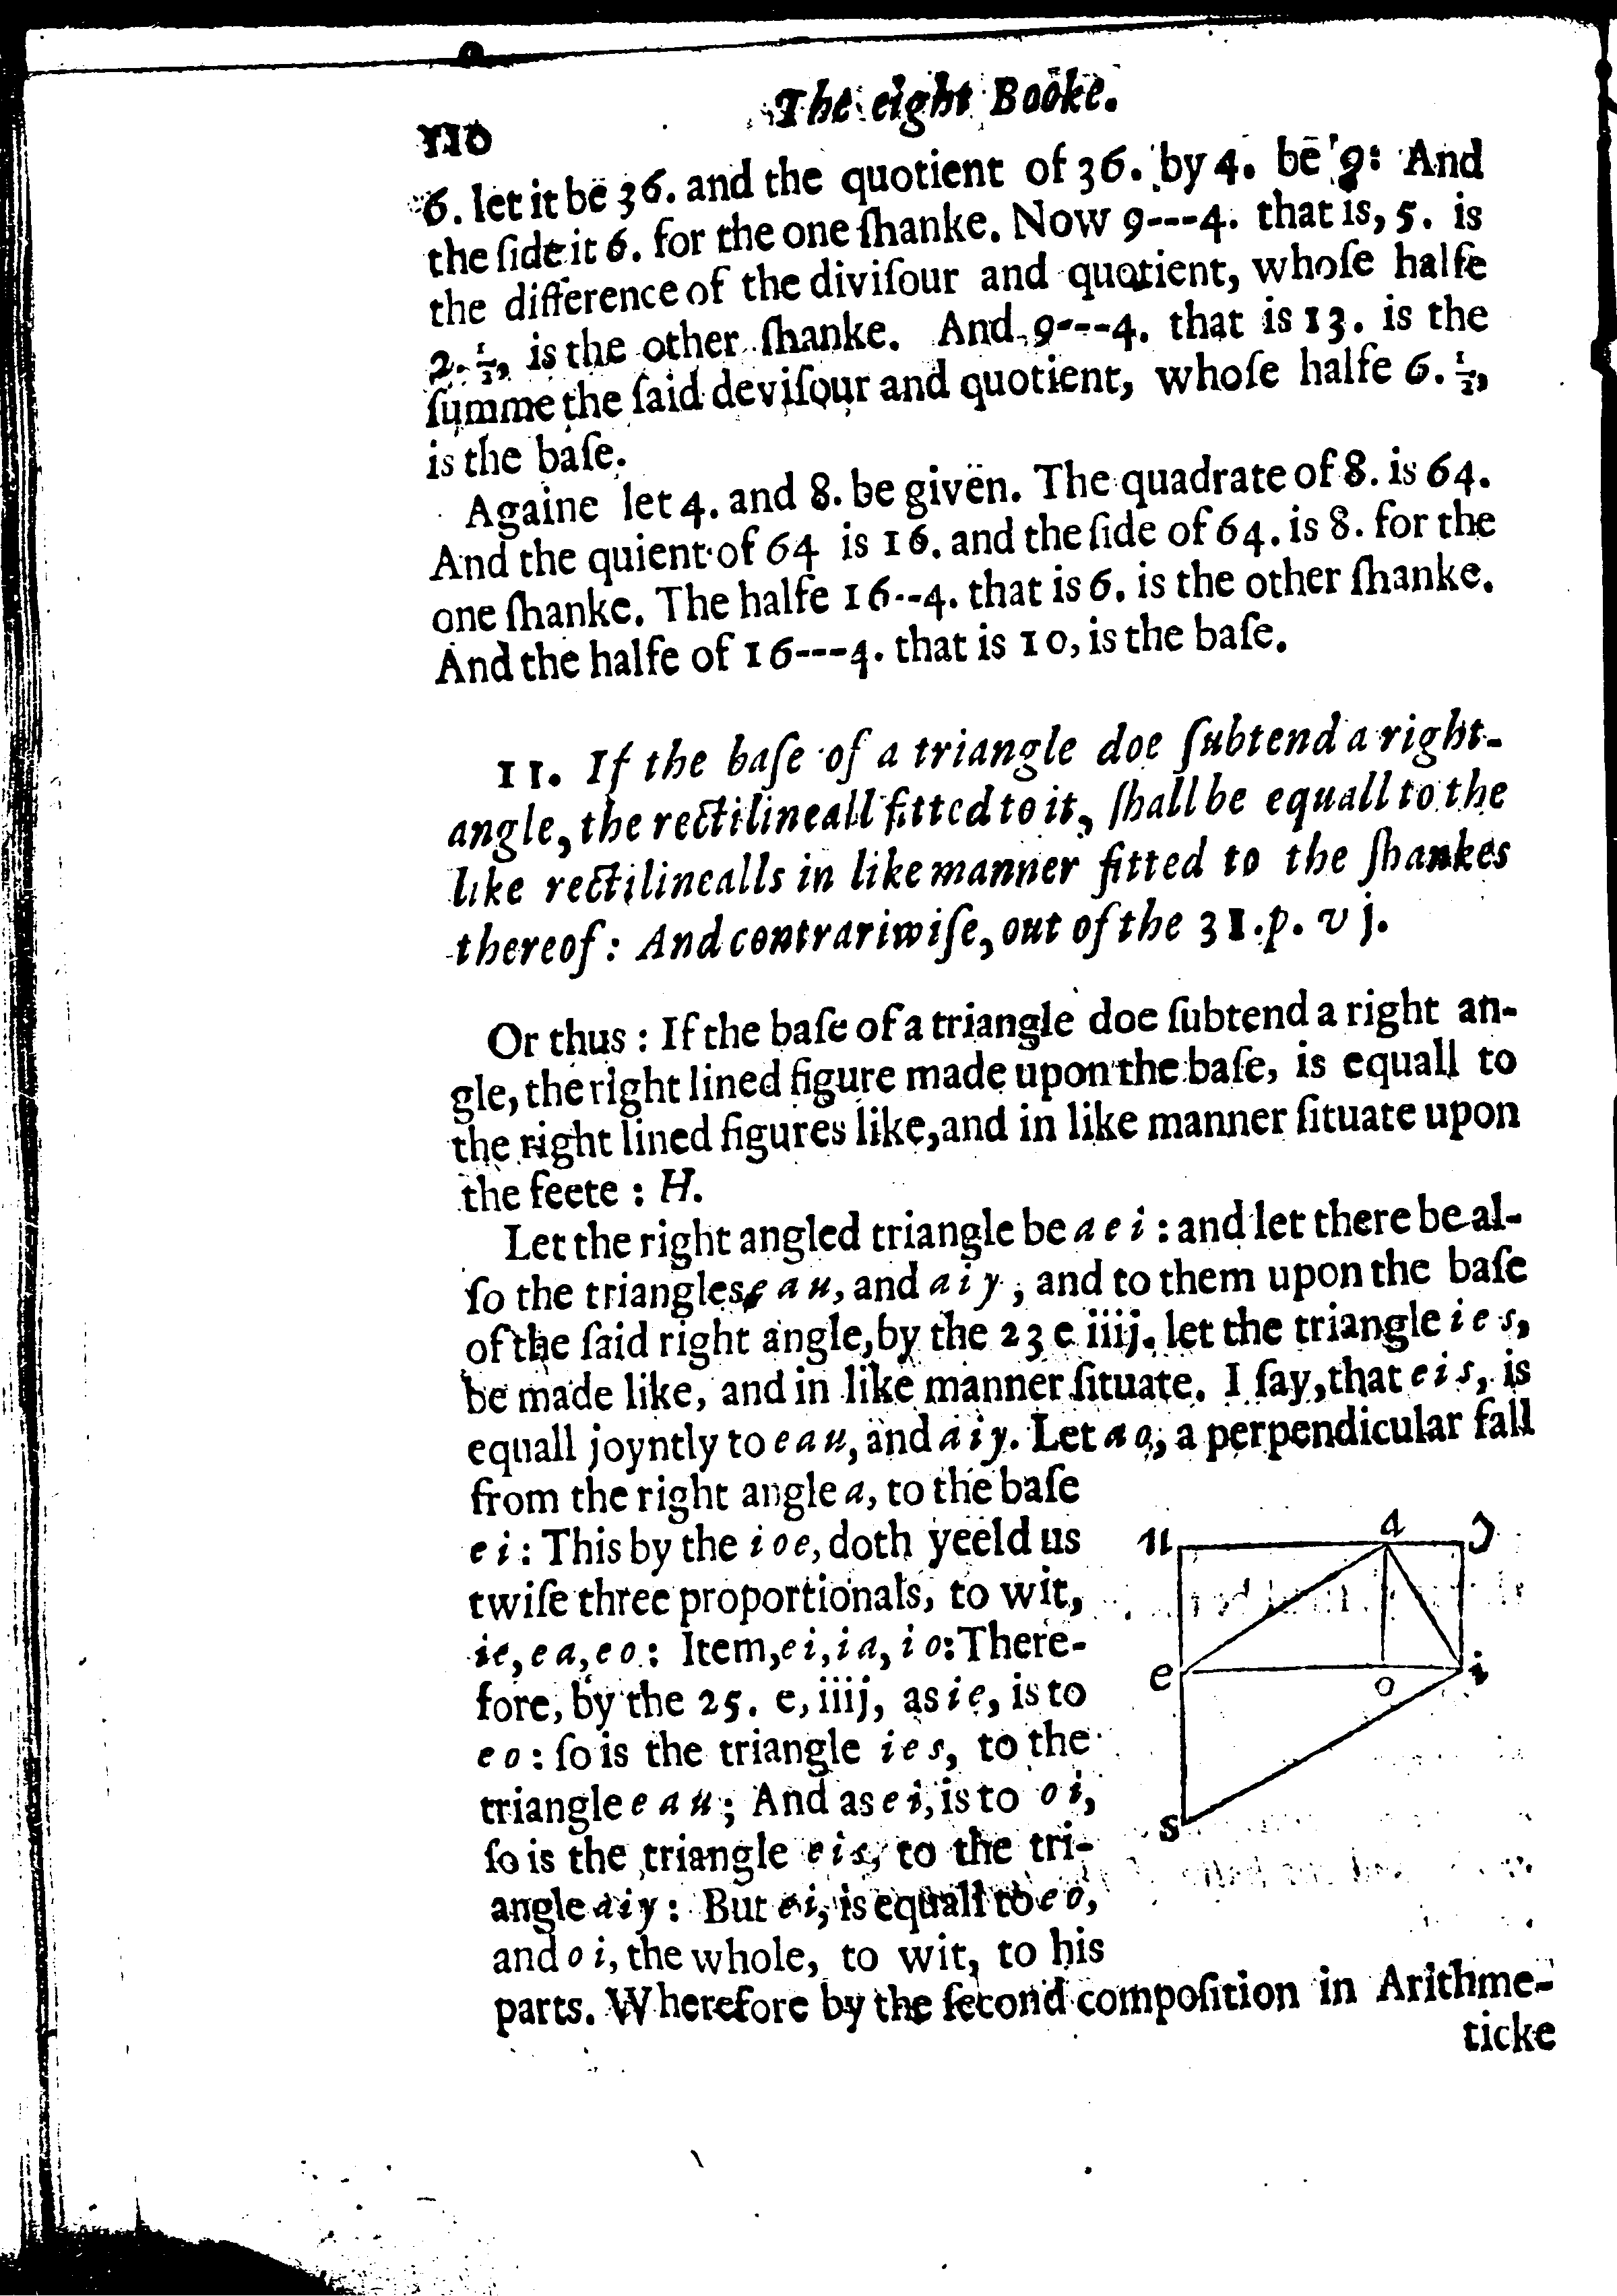 110
The eight Booke.
6. let it be 36. and the quotient of 36. by 4. be 9: And
the ſide it 6. for the one ſhanke. Now 9---4. that is, 5. is
the difference of the diviſour and quotient, whoſe halfe
2. 1/2, is the other ſhanke. And 9---4. that is 13. is the
ſumme the ſaid deviſour and quotient, whoſe halfe 6. 1/2,
is the baſe.
Againe let 4. and 8. be given. The quadrate of 8. is 64.
And the quient of 64 is 16. and the ſide of 64. is 8. for the
one ſhanke. The halfe 16--4. that is 6. is the other ſhanke.
And the halfe of 16---4. that is 10, is the baſe.
11. If the baſe of a triangle doe ſubtend a right-
angle, the rectilineall fitted to it, ſhall be equall to the
like rectilinealls in like manner fitted to the ſhankes
thereof: And contrariwiſe, out of the 31.p. vj.
Or thus: If the baſe of a triangle doe ſubtend a right an-
gle, the right lined figure made upon the baſe, is equall to
the right lined figures like, and in like manner ſituate upon
the feete: H.
Let the right angled triangle be a e i: and let there be al-
ſo the triangles, e a u, and a i y, and to them upon the baſe
of the ſaid right angle, by the 23 e iiij. let the triangle i e s,
be made like, and in like manner ſituate. I ſay, that e i s, is
equall joyntly to e a u, and a i y. Let a o, a perpendicular fall
from the right angle a, to the baſe
e i: This by the i o e, doth yeeld us
twiſe three proportionals, to wit,
ie, e a, e o: Item, e i, i a, i o: There-
fore, by the 25. e, iiij, as i e, is to
e o: ſo is the triangle i e s, to the
triangle e a u; And as e i, is to o i,
ſo is the triangle e i s, to the tri-
angle a i y: But e i, is equall to e o,
and o i, the whole, to wit, to his
parts. Wherefore by the ſecond compoſition in Arithme-
ticke
u a y
e o i
s